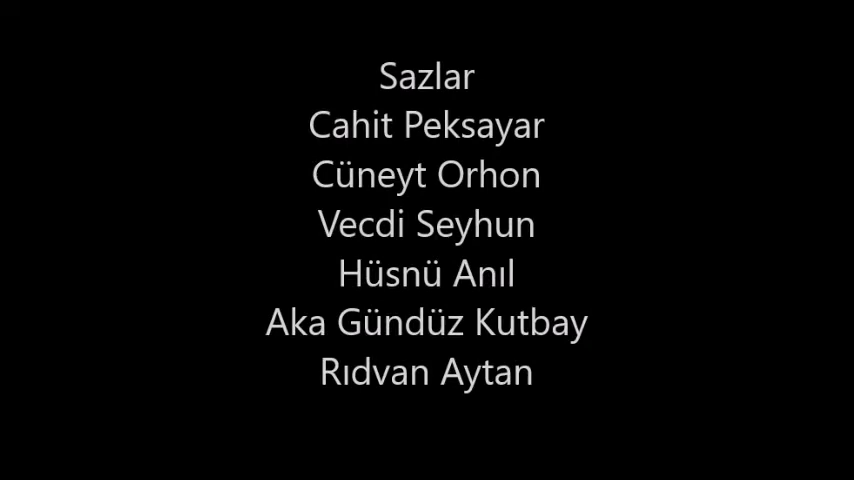 Sazlar
Cahit Peksayar
Cüneyt Orhon
Vecdi Seyhun
Hüsnü Anıl
Aka Gündüz Kutbay
Rıdvan Aytan